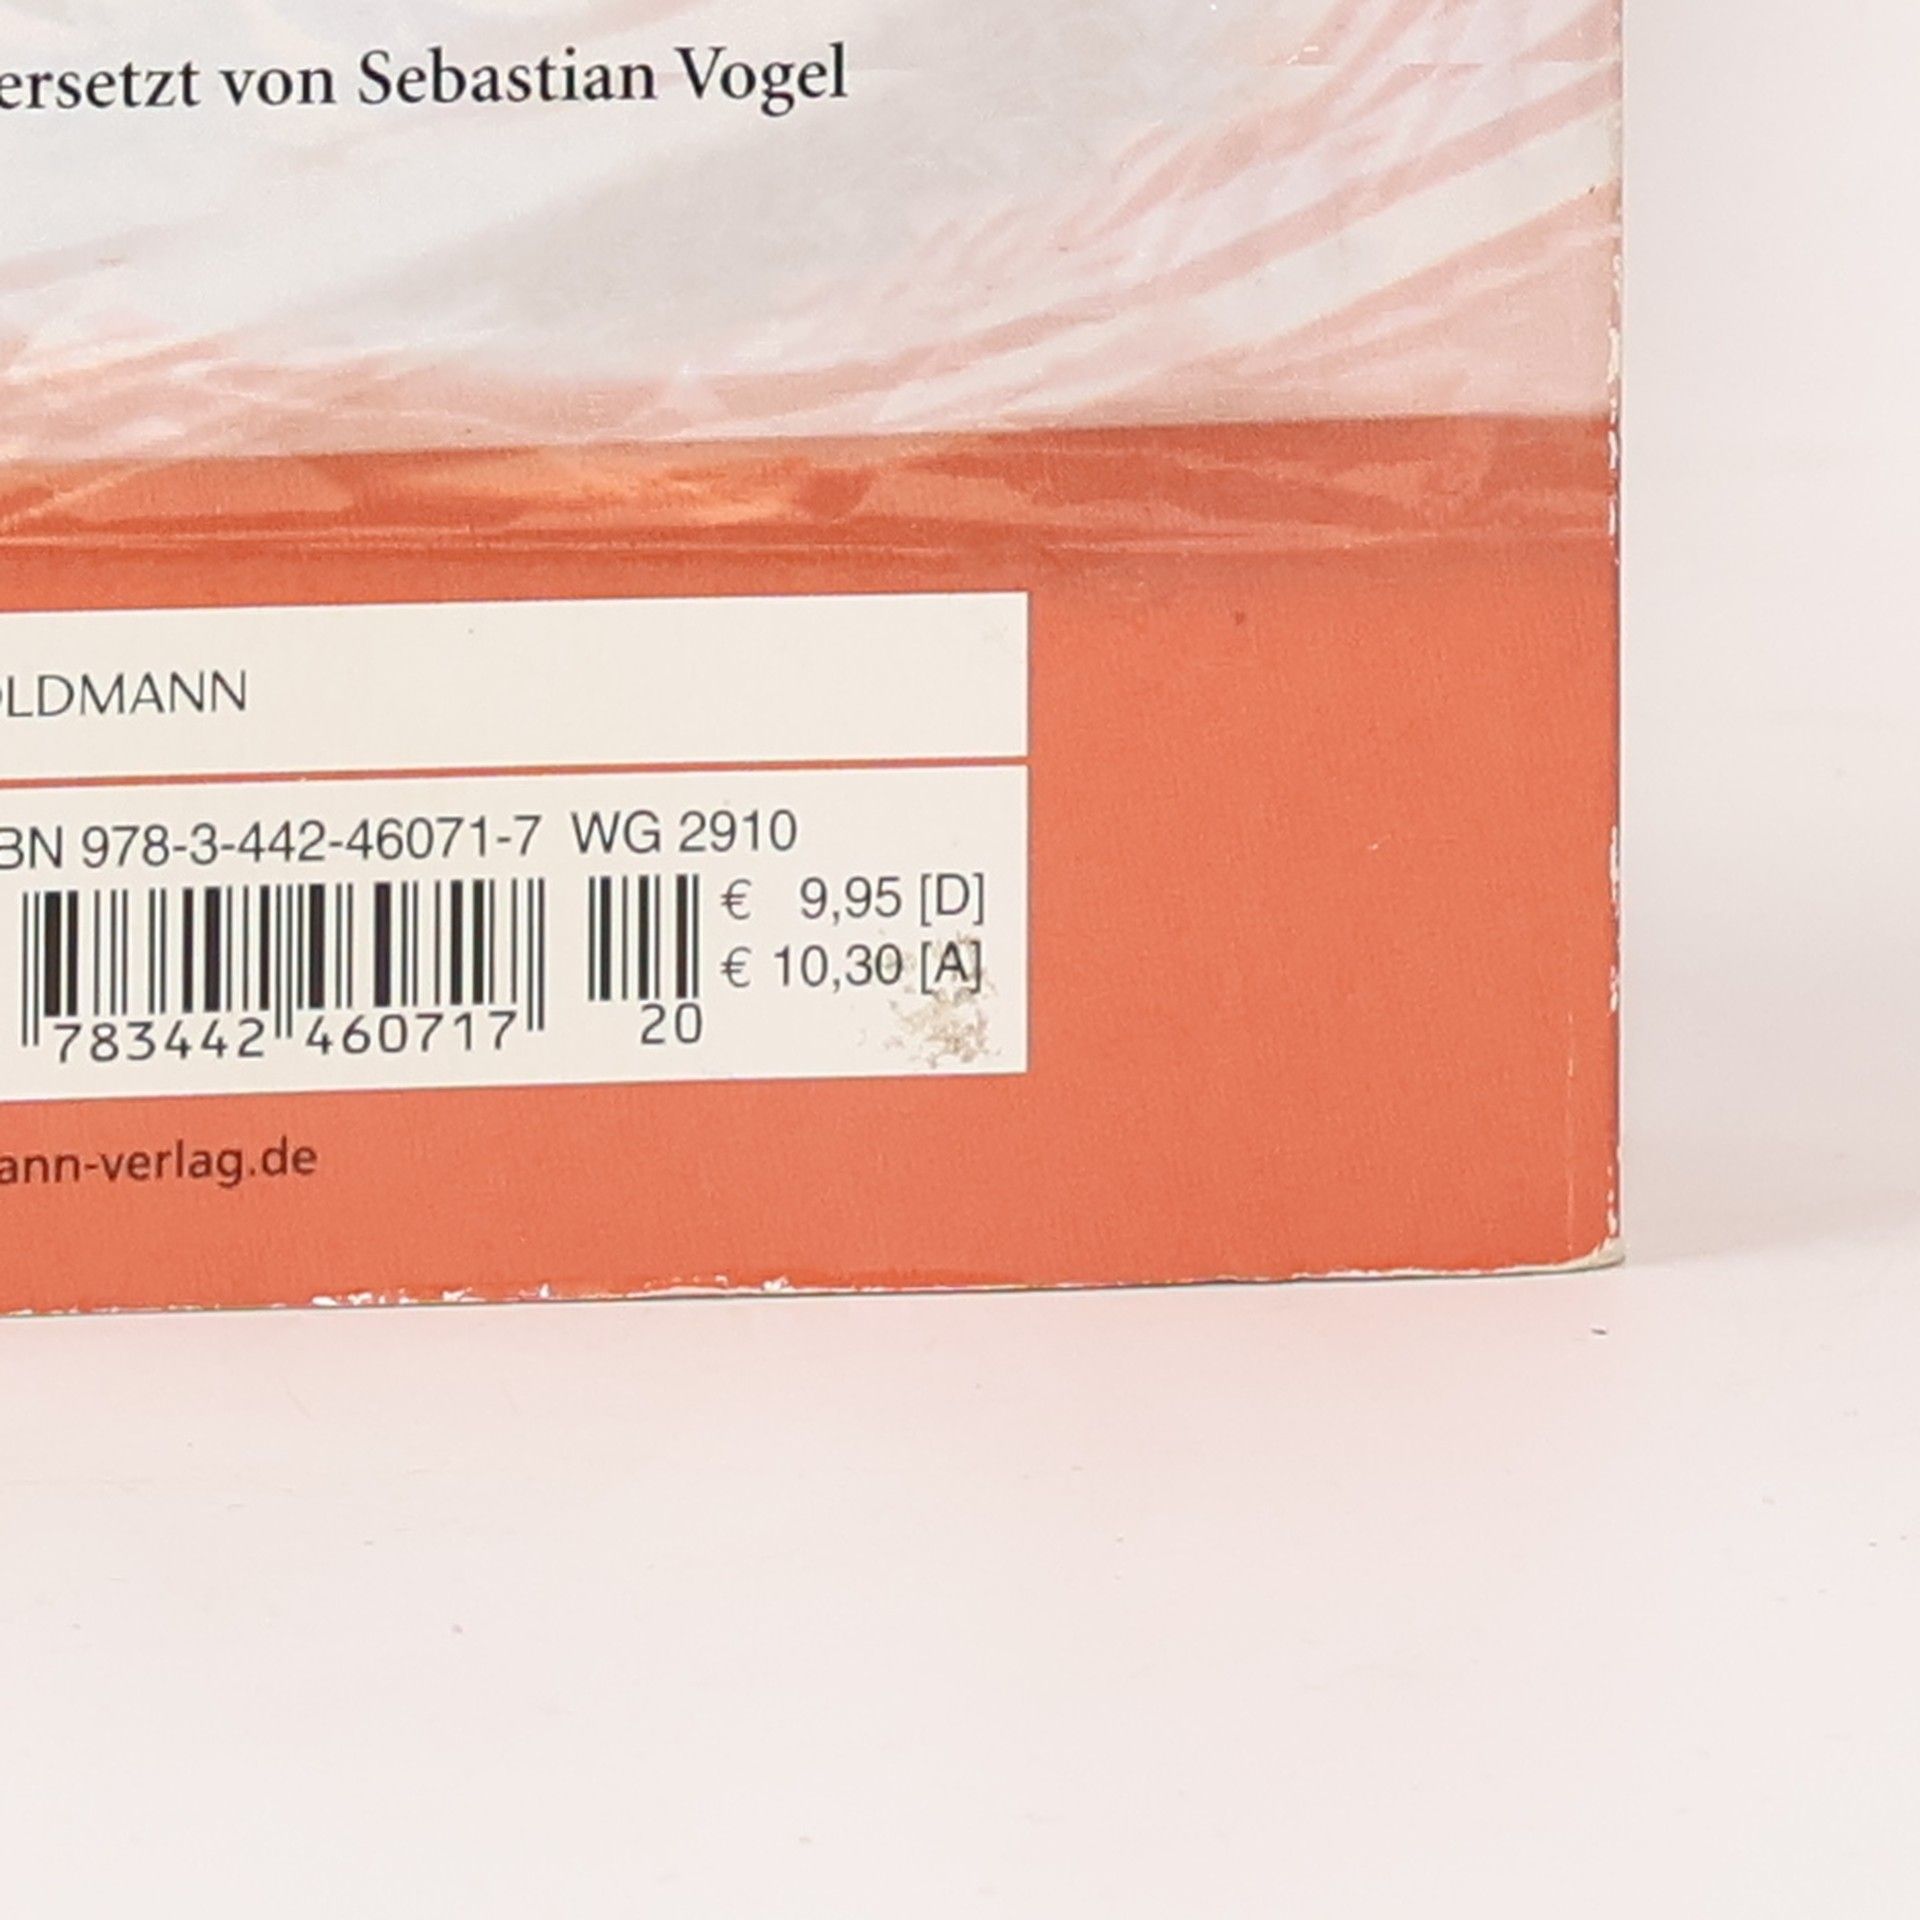 ersetzt von Sebastian Vogel
OLDMANN
BN 978-3-442-46071-7 WG 2910
€ 9,95 [D]
€ 10,30 [A]
783442 460717 20
ann-verlag.de